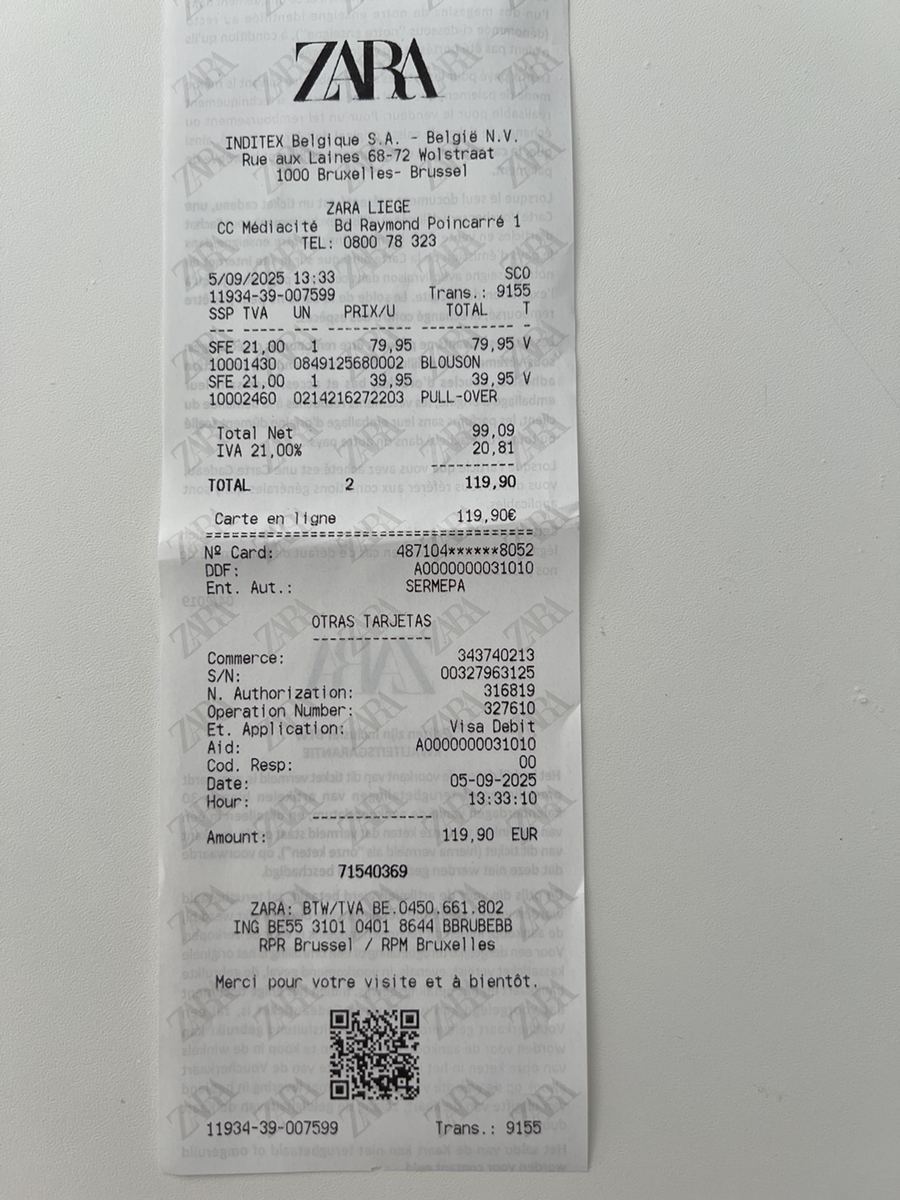 ZARA
INDITEX Belgique S.A. - België N.V.
Rue aux Laines 68-72 Wolstraat
1000 Bruxelles- Brussel
ZARA LIEGE
CC Médiacité Bd Raymond Poincarré 1
TEL: 0800 78 323
5/09/2025 13:33 SCO
11934-39-007599 Trans.: 9155
SSP TVA UN PRIX/U TOTAL T
--- ---- --- ---------- ----------- -
SFE 21,00 1 79,95 79,95 V
10001430 0849125680002 BLOUSON
SFE 21,00 1 39,95 39,95 V
10002460 0214216272203 PULL-OVER
Total Net 99,09
IVA 21,00% 20,81
----------
TOTAL 2 119,90
Carte en ligne 119,90€
======================================
Nº Card: 487104******8052
DDF: A0000000031010
Ent. Aut.: SERMEPA
OTRAS TARJETAS
--------------
Commerce: 343740213
S/N: 00327963125
N. Authorization: 316819
Operation Number: 327610
Et. Application: Visa Debit
Aid: A0000000031010
Cod. Resp: 00
Date: 05-09-2025
Hour: 13:33:10
--------------
Amount: 119,90 EUR
71540369
ZARA: BTW/TVA BE.0450.661.802
ING BE55 3101 0401 8644 BBRUBEBB
RPR Brussel / RPM Bruxelles
Merci pour votre visite et à bientôt.
11934-39-007599 Trans.: 9155